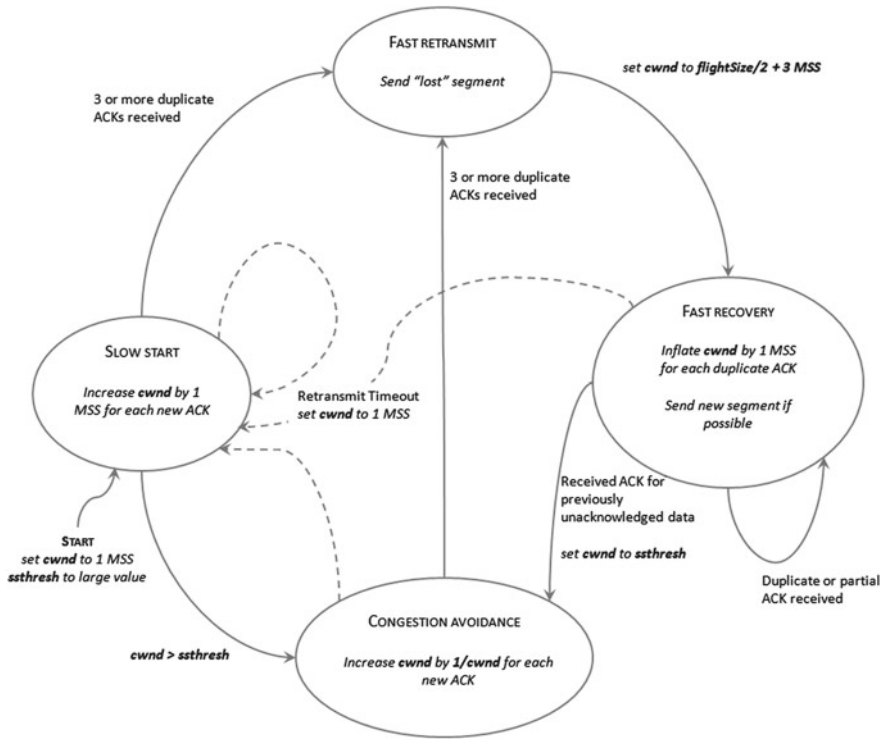 FAST RETRANSMIT
Send "lost" segment
set cwnd to flightSize/2 + 3 MSS
3 or more duplicate
ACKs received
3 or more duplicate
ACKs received
FAST RECOVERY
Inflate cwnd by 1 MSS
for each duplicate ACK
Send new segment if
possible
SLOW START
Increase cwnd by 1
MSS for each new ACK
Retransmit Timeout
set cwnd to 1 MSS
Received ACK for
previously
unacknowledged data
set cwnd to ssthresh
START
set cwnd to 1 MSS
ssthresh to large value
Duplicate or partial
ACK received
CONGESTION AVOIDANCE
Increase cwnd by 1/cwnd for each
new ACK
cwnd > ssthresh